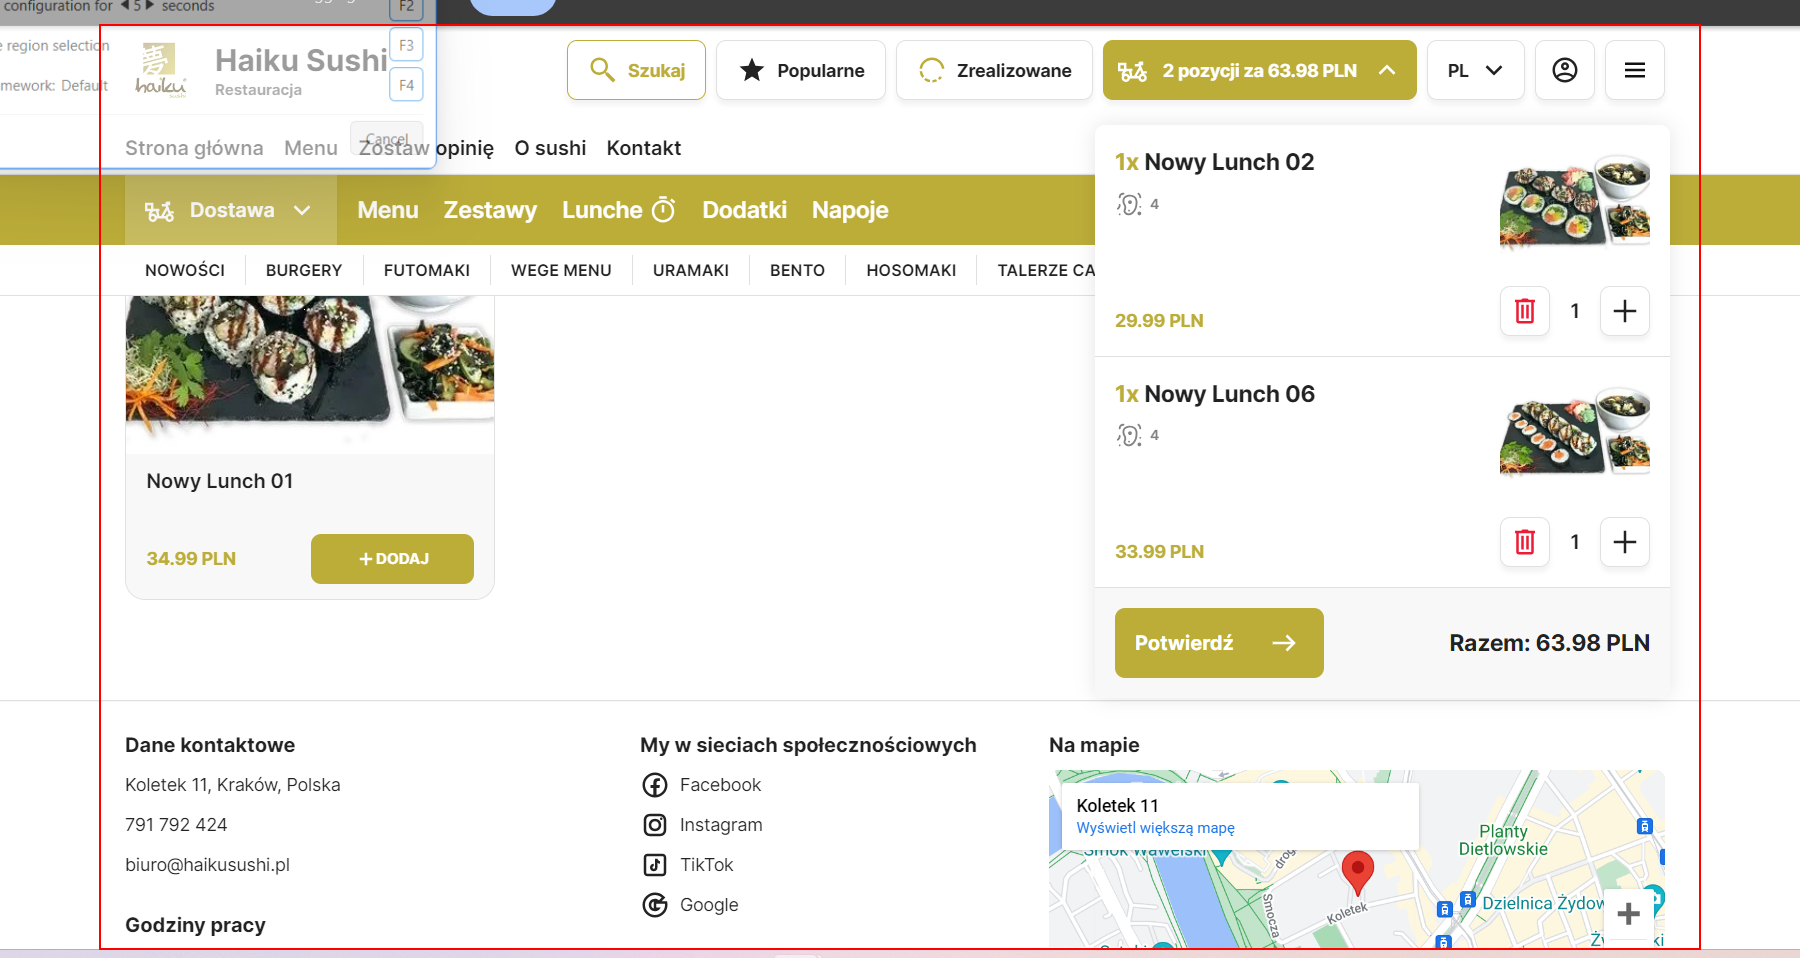 configuration for 5 seconds
F2
region selection
F3
Default
F4
Cancel
haiku
Haiku Sushi
Restauracja
Szukaj
Popularne
Zrealizowane
2 pozycji za 63.98 PLN
PL
Strona główna
Menu
Zostaw opinię
O sushi
Kontakt
Dostawa
Menu
Zestawy
Lunche
Dodatki
Napoje
NOWOŚCI
BURGERY
FUTOMAKI
WEGE MENU
URAMAKI
BENTO
HOSOMAKI
TALERZE CA
1x Nowy Lunch 02
4
29.99 PLN
1
1x Nowy Lunch 06
4
33.99 PLN
1
Potwierdź
Razem: 63.98 PLN
Nowy Lunch 01
34.99 PLN
+ DODAJ
Dane kontaktowe
Koletek 11, Kraków, Polska
791 792 424
biuro@haikusushi.pl
Godziny pracy
My w sieciach społecznościowych
Facebook
Instagram
TikTok
Google
Na mapie
Koletek 11
Wyświetl większą mapę
Smok Wawelski
Planty
Dietlowskie
Smocza
Koletek
Dzielnica Żydow